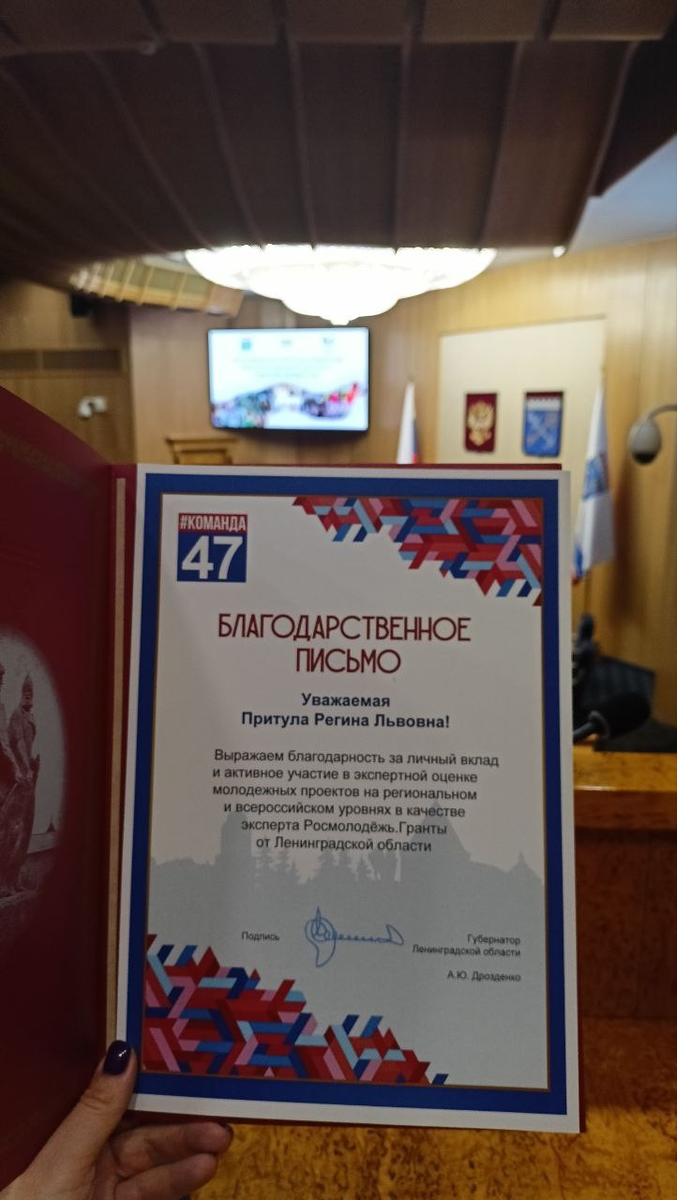 #КОМАНДА
47
БЛАГОДАРСТВЕННОЕ
ПИСЬМО
Уважаемая
Притула Регина Львовна!
Выражаем благодарность за личный вклад
и активное участие в экспертной оценке
молодежных проектов на региональном
и всероссийском уровнях в качестве
эксперта Росмолодёжь.Гранты
от Ленинградской области
Подпись
Губернатор
Ленинградской области
А.Ю. Дрозденко